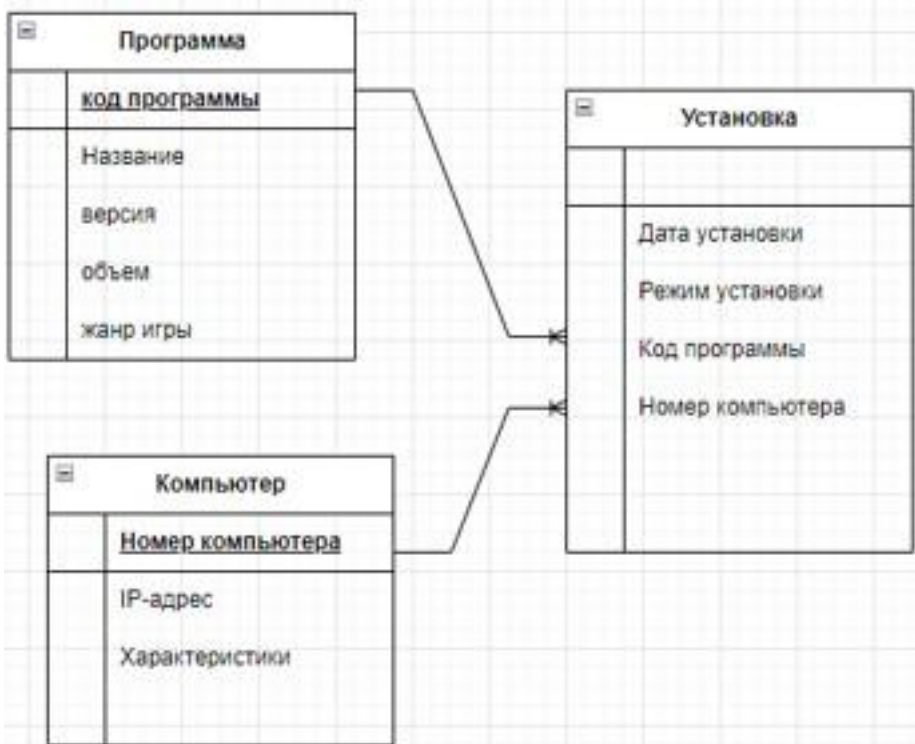 Программа
код программы
Название
версия
объем
жанр игры
Установка
Дата установки
Режим установки
Код программы
Номер компьютера
Компьютер
Номер компьютера
IP-адрес
Характеристики